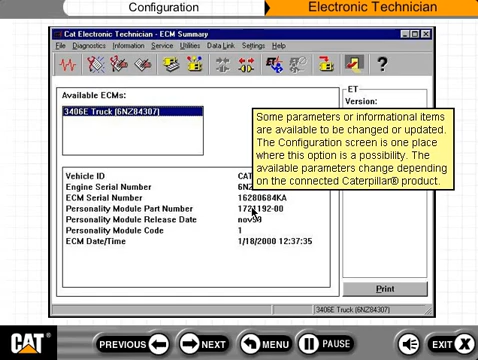 Configuration
Electronic Technician
Cat Electronic Technician - ECM Summary
File Diagnostics Information Service Utilities Data Link Settings Help
Available ECMs:
3406E Truck (6NZ84307)
ET
Version:
Some parameters or informational items
are available to be changed or updated.
The Configuration screen is one place
where this option is a possibility. The
available parameters change depending
on the connected Caterpillar® product.
Vehicle ID CAT
Engine Serial Number 6NZ
ECM Serial Number 16280684KA
Personality Module Part Number 1721192-00
Personality Module Release Date nov98
Personality Module Code 1
ECM Date/Time 1/18/2000 12:37:35
Print
3406E Truck (6NZ84307)
CAT
PREVIOUS
NEXT
MENU
PAUSE
EXIT